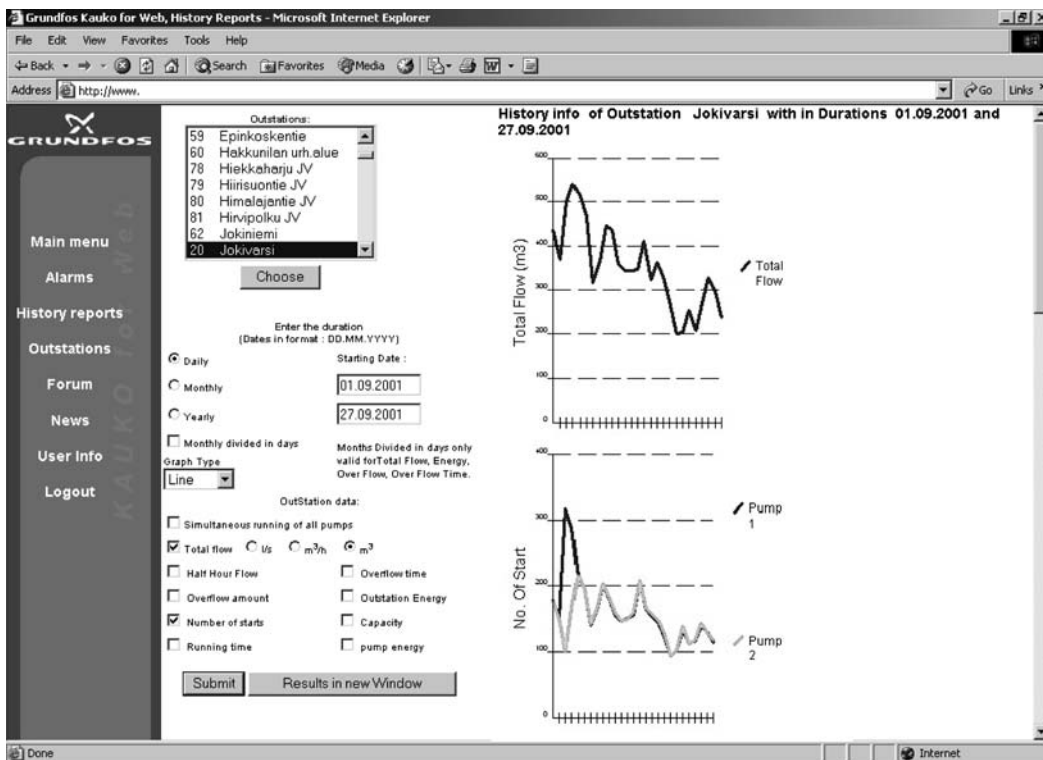 Grundfos Kauko for Web, History Reports - Microsoft Internet Explorer
File Edit View Favorites Tools Help
Back Search Favorites Media
Address http://www. Go Links
GRUNDFOS
KAUKO for Web
Main menu
Alarms
History reports
Outstations
Forum
News
User Info
Logout
Outstations:
59 Epinkoskentie
60 Hakkunilan urh.alue
78 Hiekkaharju JV
79 Hiirisuontie JV
80 Himalajantie JV
81 Hirvipolku JV
62 Jokiniemi
20 Jokivarsi
Choose
Enter the duration
(Dates in format : DD.MM.YYYY)
Daily Starting Date :
Monthly 01.09.2001
Yearly 27.09.2001
Monthly divided in days
Months Divided in days only
valid forTotal Flow, Energy,
Over Flow, Over Flow Time.
Graph Type
Line
OutStation data:
Simultaneous running of all pumps
Total flow l/s m³/h m³
Half Hour Flow Overflow time
Overflow amount Outstation Energy
Number of starts Capacity
Running time pump energy
Submit Results in new Window
History info of Outstation Jokivarsi with in Durations 01.09.2001 and
27.09.2001
Total Flow (m3)
600
500
400
300
200
100
0
Total
Flow
No. Of Start
400
300
200
100
0
Pump
1
Pump
2
Done Internet